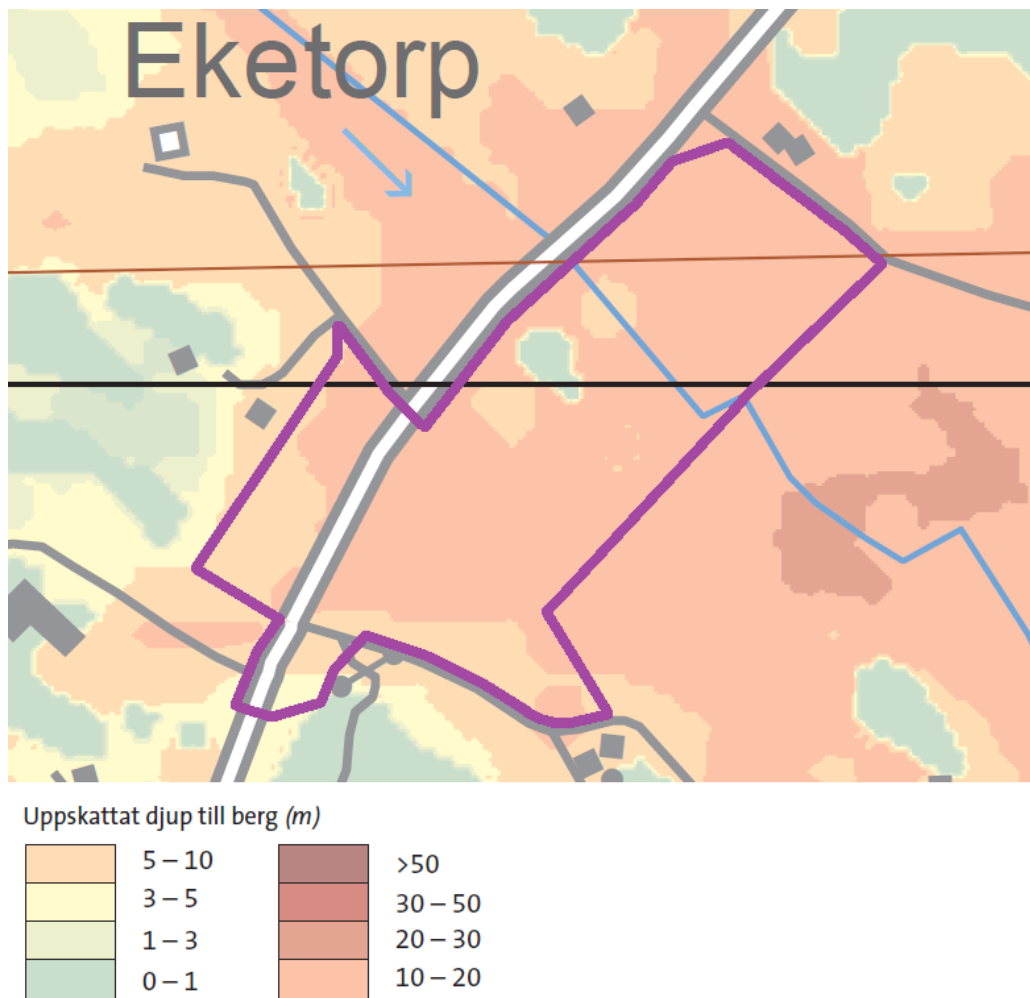 Eketorp
Uppskattat djup till berg (m)
5 – 10
3 – 5
1 – 3
0 – 1
>50
30 – 50
20 – 30
10 – 20